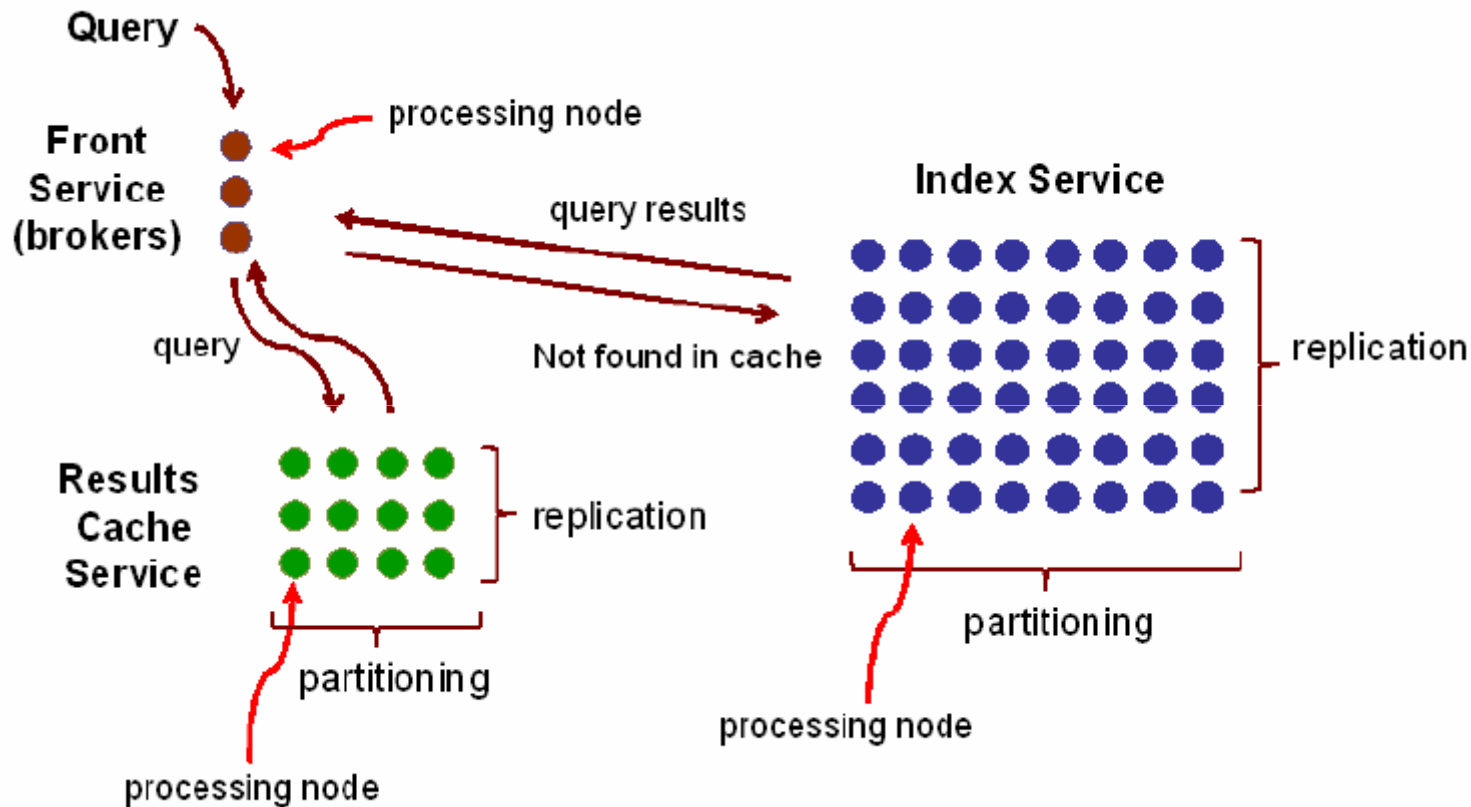 Query
processing node
Front
Service
(brokers)
Index Service
query results
query
Not found in cache
replication
Results
Cache
Service
replication
partitioning
partitioning
processing node
processing node